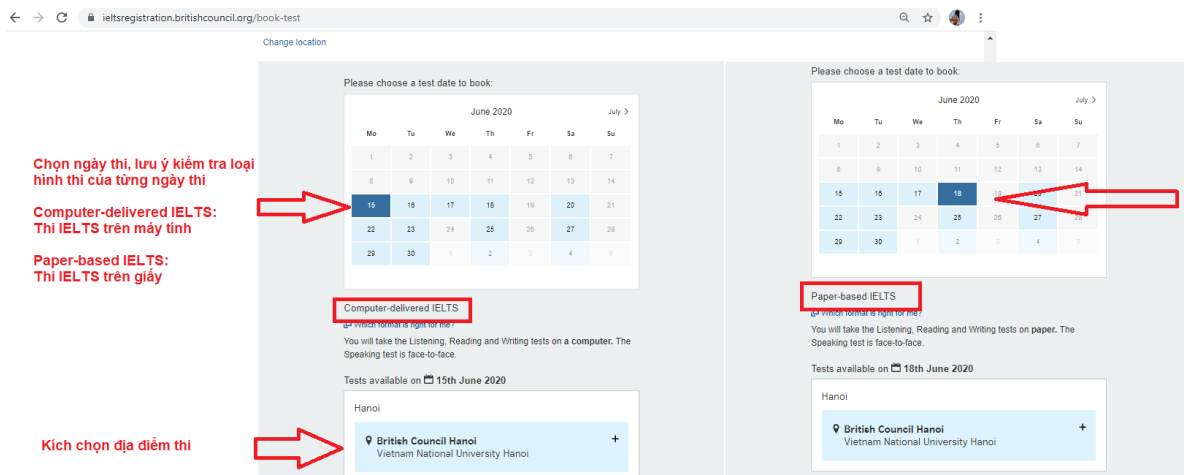 ieltsregistration.britishcouncil.org/book-test
Change location
Chọn ngày thi, lưu ý kiểm tra loại
hình thi của từng ngày thi
Computer-delivered IELTS:
Thi IELTS trên máy tính
Paper-based IELTS:
Thi IELTS trên giấy
Kích chọn địa điểm thi
Please choose a test date to book:
June 2020 July
Mo Tu We Th Fr Sa Su
1 2 3 4 5 6 7
8 9 10 11 12 13 14
15 16 17 18 19 20 21
22 23 24 25 26 27 28
29 30 1 2 3 4 5
Computer-delivered IELTS
Which format is right for me?
You will take the Listening, Reading and Writing tests on a computer. The
Speaking test is face-to-face.
Tests available on 15th June 2020
Hanoi
British Council Hanoi +
Vietnam National University Hanoi
Please choose a test date to book:
June 2020 July
Mo Tu We Th Fr Sa Su
1 2 3 4 5 6 7
8 9 10 11 12 13 14
15 16 17 18 19 20 21
22 23 24 25 26 27 28
29 30 1 2 3 4 5
Paper-based IELTS
Which format is right for me?
You will take the Listening, Reading and Writing tests on paper. The
Speaking test is face-to-face.
Tests available on 18th June 2020
Hanoi
British Council Hanoi +
Vietnam National University Hanoi